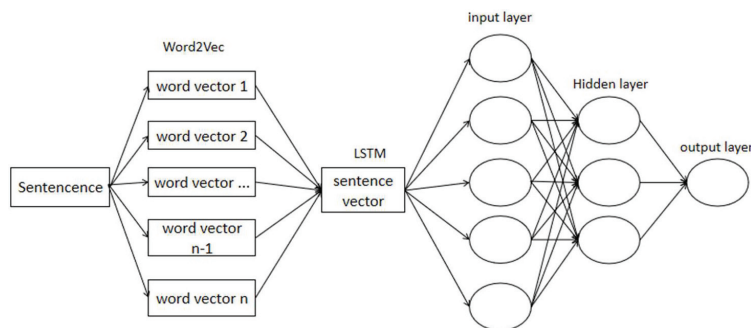 input layer
Word2Vec
word vector 1
Hidden layer
word vector 2
LSTM
output layer
Sentencence
word vector ...
sentence
vector
word vector
n-1
word vector n